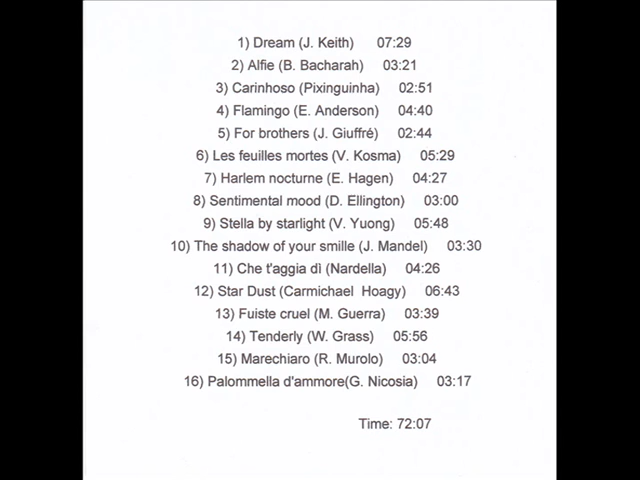 1) Dream (J. Keith) 07:29
2) Alfie (B. Bacharah) 03:21
3) Carinhoso (Pixinguinha) 02:51
4) Flamingo (E. Anderson) 04:40
5) For brothers (J. Giuffré) 02:44
6) Les feuilles mortes (V. Kosma) 05:29
7) Harlem nocturne (E. Hagen) 04:27
8) Sentimental mood (D. Ellington) 03:00
9) Stella by starlight (V. Yuong) 05:48
10) The shadow of your smille (J. Mandel) 03:30
11) Che t'aggia dì (Nardella) 04:26
12) Star Dust (Carmichael Hoagy) 06:43
13) Fuiste cruel (M. Guerra) 03:39
14) Tenderly (W. Grass) 05:56
15) Marechiaro (R. Murolo) 03:04
16) Palommella d'ammore(G. Nicosia) 03:17
Time: 72:07